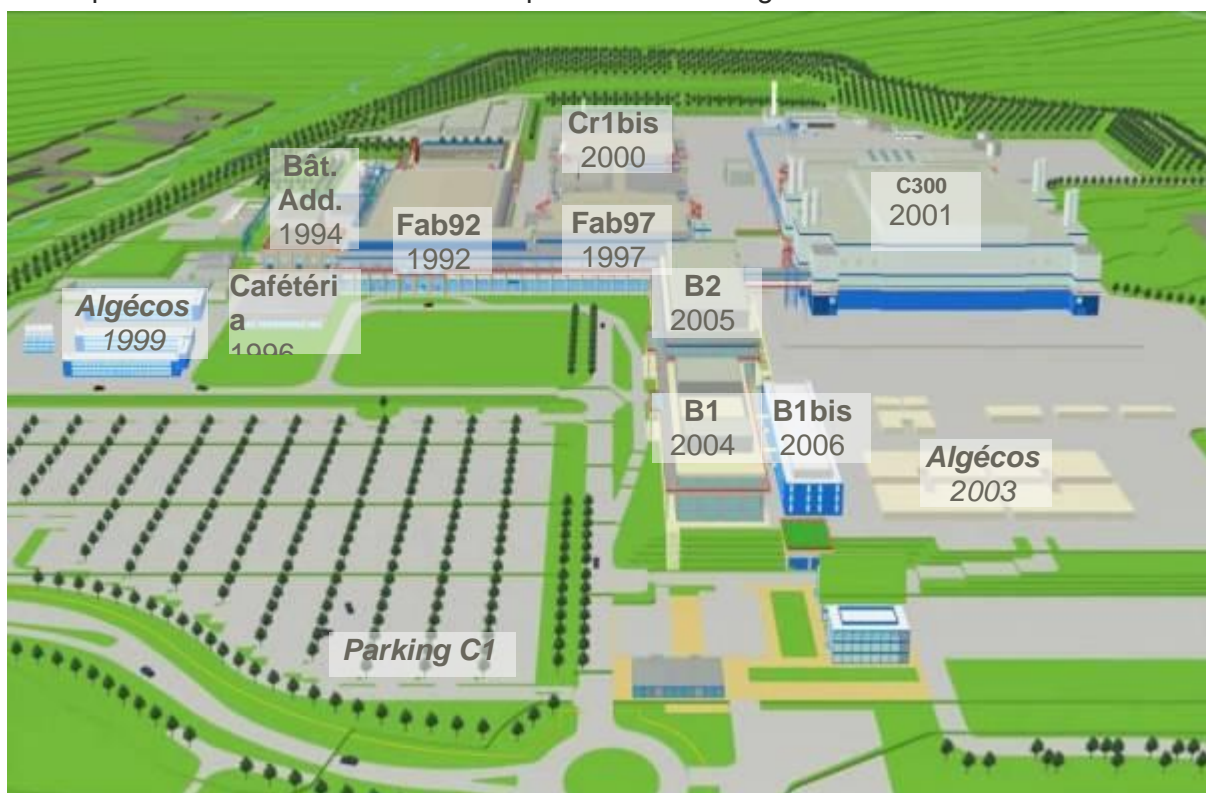 Cr1bis
2000
Bât.
Add.
1994
C300
2001
Fab92
1992
Fab97
1997
Cafétéri
a
1996
Algécos
1999
B2
2005
B1
2004
B1bis
2006
Algécos
2003
Parking C1